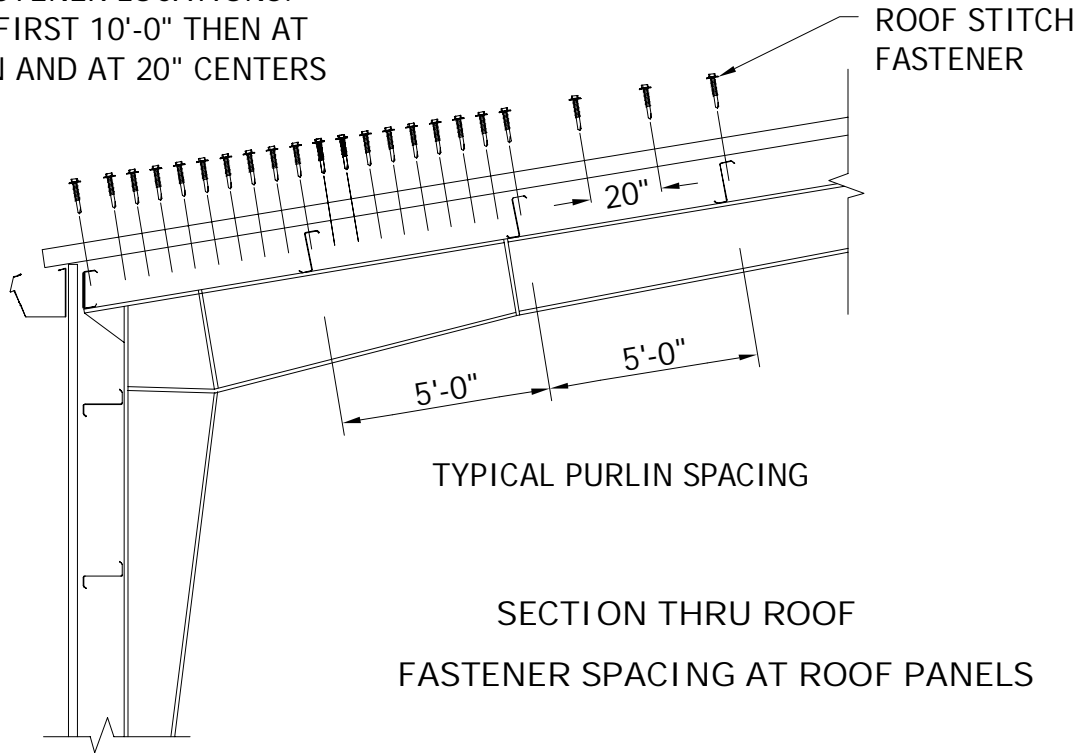 FIRST 10'-0" THEN AT
AND AT 20" CENTERS
ROOF STITCH
FASTENER
20"
5'-0"
5'-0"
TYPICAL PURLIN SPACING
SECTION THRU ROOF
FASTENER SPACING AT ROOF PANELS